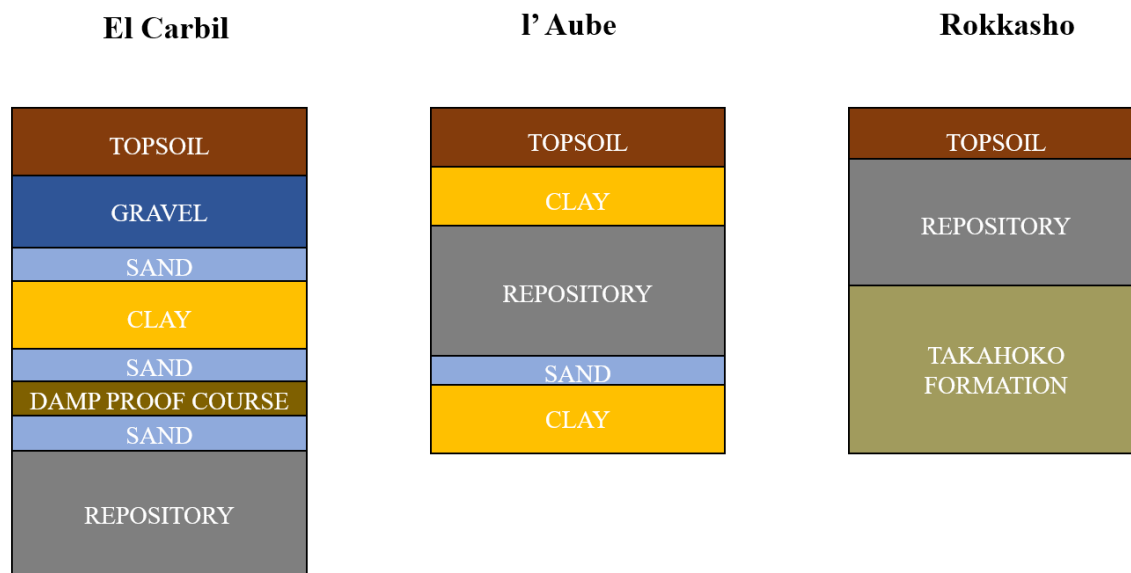 El Carbil
TOPSOIL
GRAVEL
SAND
CLAY
SAND
DAMP PROOF COURSE
SAND
REPOSITORY
l' Aube
TOPSOIL
CLAY
REPOSITORY
SAND
CLAY
Rokkasho
TOPSOIL
REPOSITORY
TAKAHOKO
FORMATION